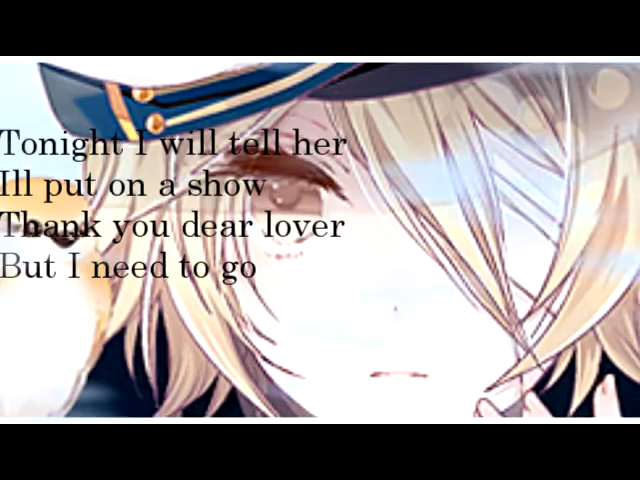 Tonight I will tell her
Ill put on a show
Thank you dear lover
But I need to go